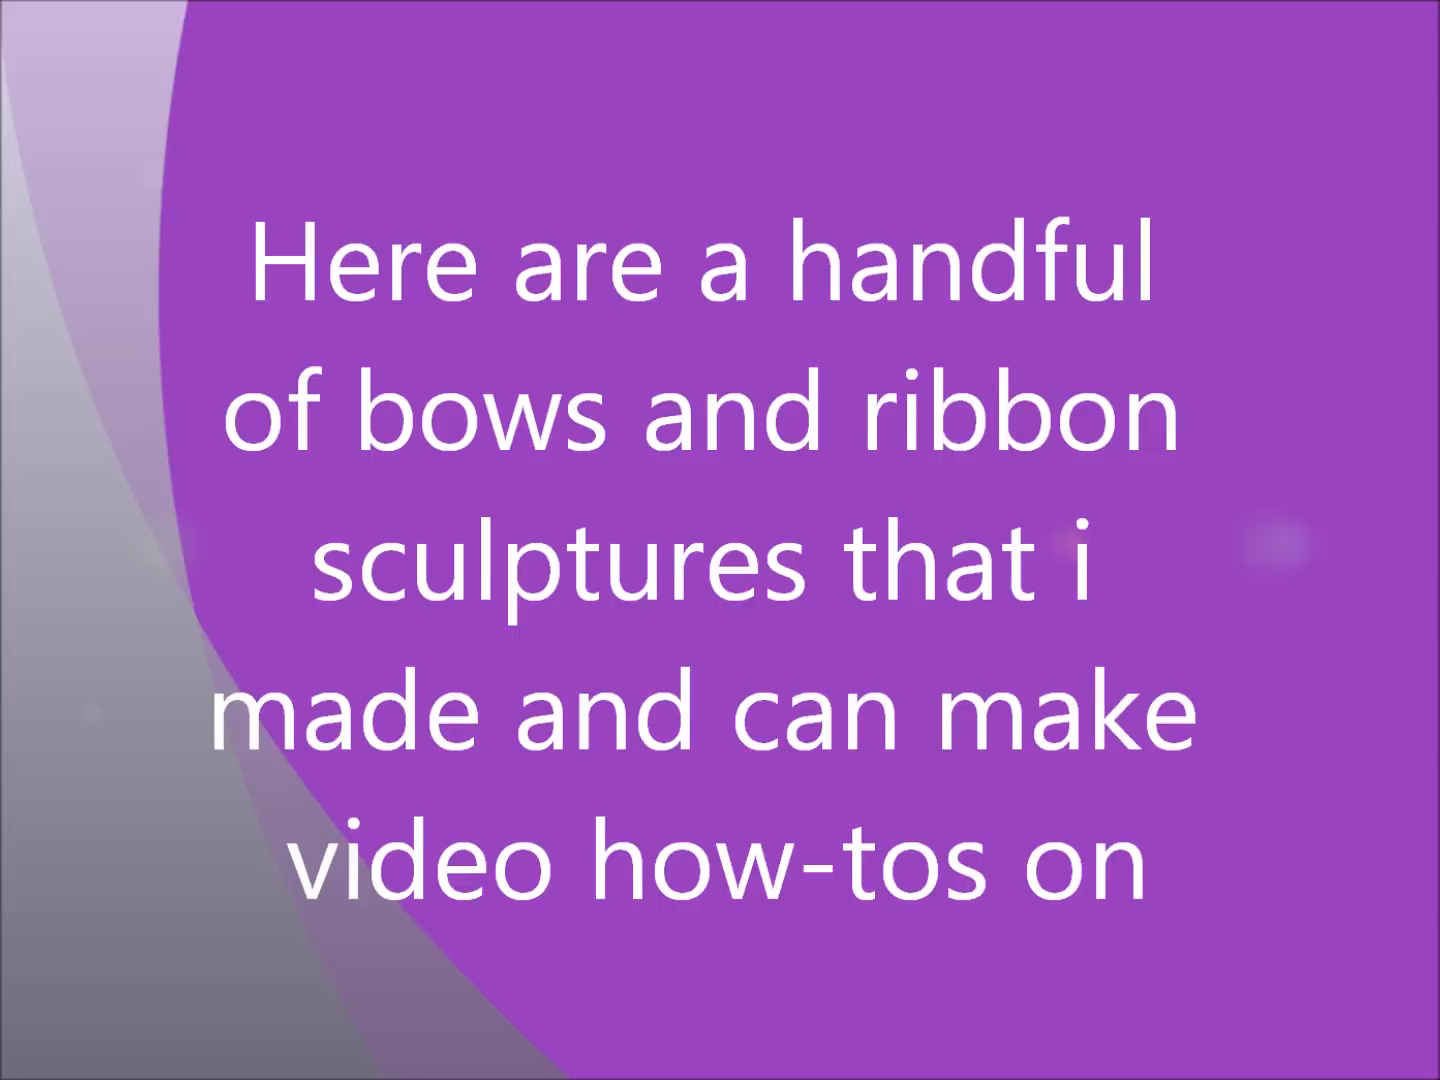 Here are a handful
of bows and ribbon
sculptures that i
made and can make
video how-tos on